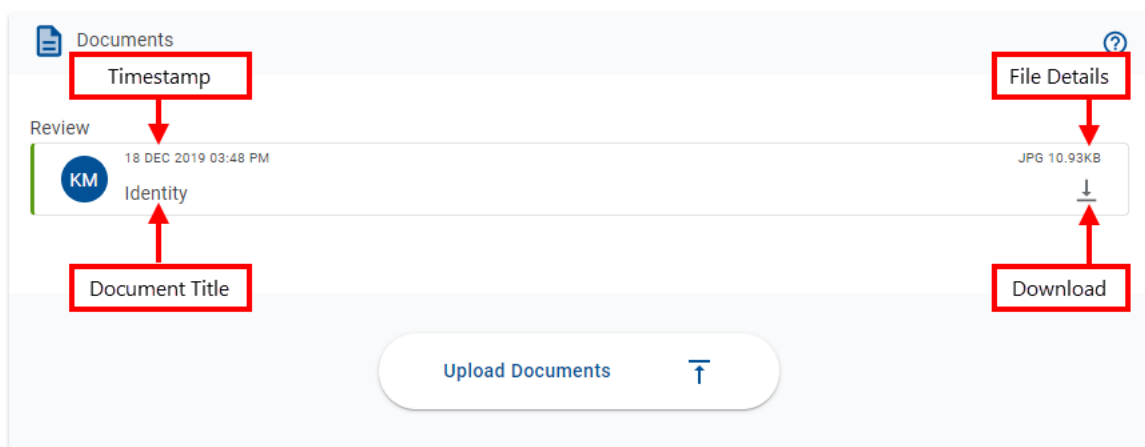 Documents
Timestamp
File Details
Review
18 DEC 2019 03:48 PM
JPG 10.93KB
KM
Identity
Document Title
Download
Upload Documents